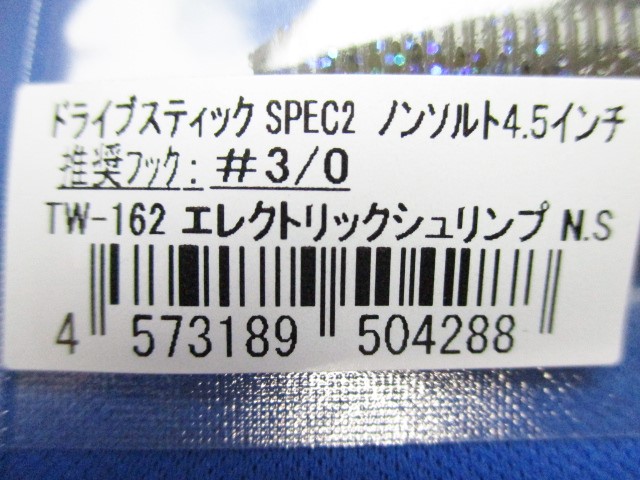 ドライブスティック SPEC2 ノンソルト4.5インチ
推奨フック: #3/0
TW-162 エレクトリックシュリンプ N.S
4 573189 504288